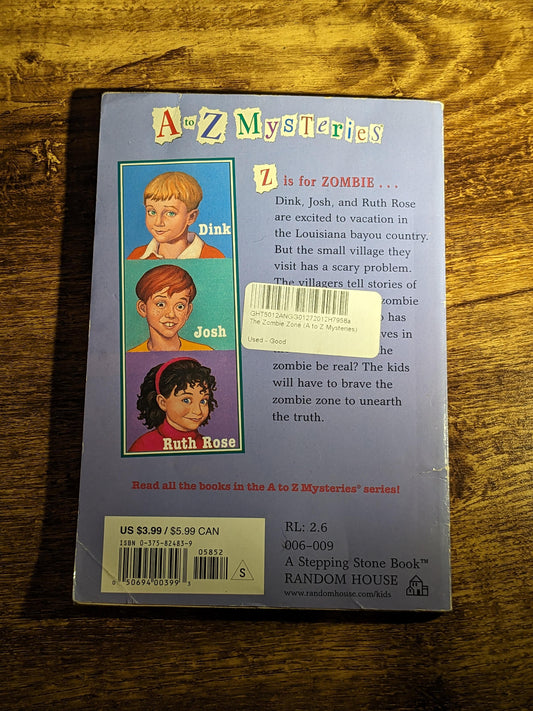 A to Z MYSTERIES
Dink
Josh
Ruth Rose
Z is for ZOMBIE . . .
Dink, Josh, and Ruth Rose
are excited to vacation in
the Louisiana bayou country.
But the small village they
visit has a scary problem.
The villagers tell stories of
zombie
has
ves in
he
zombie be real? The kids
will have to brave the
zombie zone to unearth
the truth.
GHT5012ANGG01272012H7958a
The Zombie Zone (A to Z Mysteries)
Used - Good
Read all the books in the A to Z Mysteries® series!
US $3.99 / $5.99 CAN
ISBN 0-375-82483-9
05852
0 50694 00399 3
S
RL: 2.6
006–009
A Stepping Stone Book™
RANDOM HOUSE
www.randomhouse.com/kids